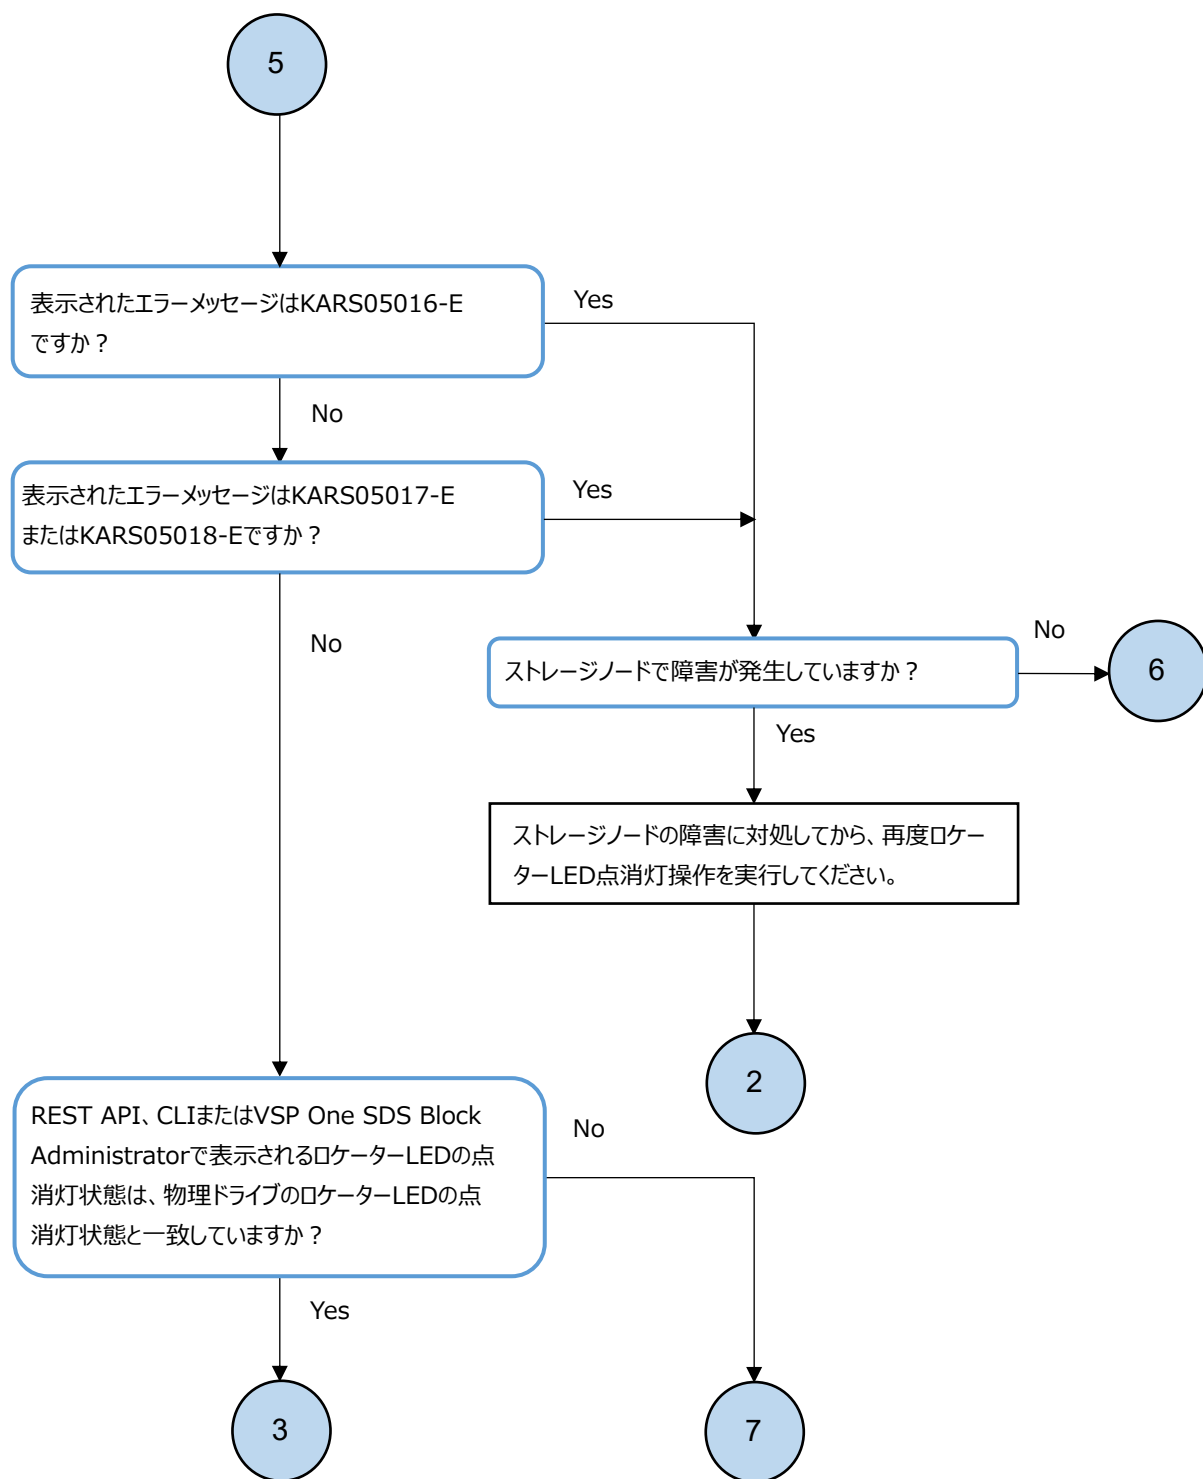 5
表示されたエラーメッセージはKARS05016-E
ですか？
Yes
No
表示されたエラーメッセージはKARS05017-E
またはKARS05018-Eですか？
Yes
No
ストレージノードで障害が発生していますか？
No
6
Yes
ストレージノードの障害に対処してから、再度ロケー
ターLED点消灯操作を実行してください。
2
REST API、CLIまたはVSP One SDS Block
Administratorで表示されるロケーターLEDの点
消灯状態は、物理ドライブのロケーターLEDの点
消灯状態と一致していますか？
No
Yes
3
7